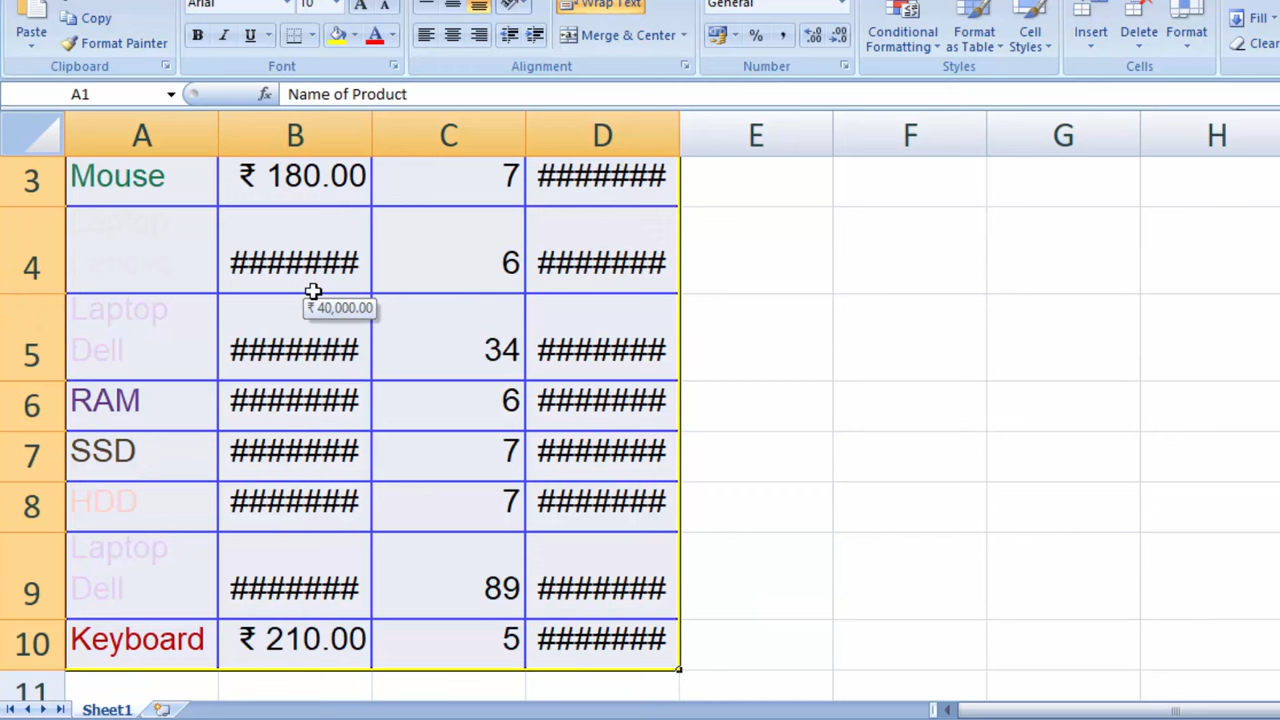 Arial 10 A A Wrap Text General
Paste Copy Format Painter B I U Merge & Center % , Conditional Formatting Format as Table Cell Styles Insert Delete Format Fill Clear
Clipboard Font Alignment Number Styles Cells
A1 fx Name of Product
A B C D E F G H
3 Mouse ₹ 180.00 7 #######
4 Laptop Lenovo ####### 6 #######
₹ 40,000.00
5 Laptop Dell ####### 34 #######
6 RAM ####### 6 #######
7 SSD ####### 7 #######
8 HDD ####### 7 #######
9 Laptop Dell ####### 89 #######
10 Keyboard ₹ 210.00 5 #######
11
Sheet1